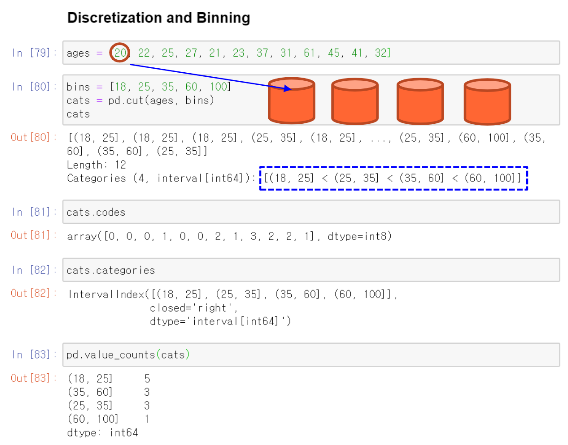 Discretization and Binning
In [79]: ages = [20, 22, 25, 27, 21, 23, 37, 31, 61, 45, 41, 32]
In [80]: bins = [18, 25, 35, 60, 100]
cats = pd.cut(ages, bins)
cats
Out[80]: [(18, 25], (18, 25], (18, 25], (25, 35], (18, 25], ..., (25, 35], (60, 100], (35,
60], (35, 60], (25, 35]]
Length: 12
Categories (4, interval[int64]): [(18, 25] < (25, 35] < (35, 60] < (60, 100]]
In [81]: cats.codes
Out[81]: array([0, 0, 0, 1, 0, 0, 2, 1, 3, 2, 2, 1], dtype=int8)
In [82]: cats.categories
Out[82]: IntervalIndex([(18, 25], (25, 35], (35, 60], (60, 100]],
closed='right',
dtype='interval[int64]')
In [83]: pd.value_counts(cats)
Out[83]: (18, 25]    5
(35, 60]    3
(25, 35]    3
(60, 100]    1
dtype: int64